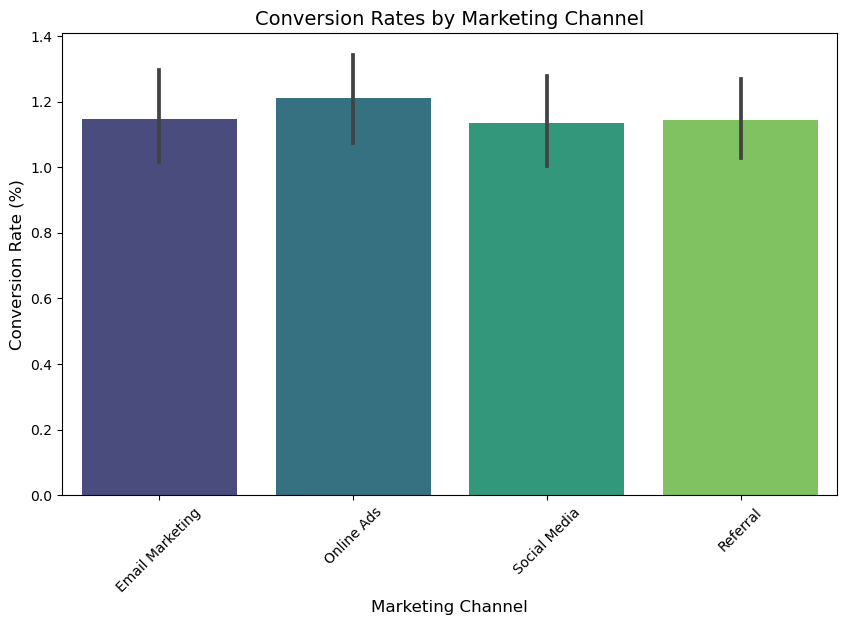 Conversion Rates by Marketing Channel
Conversion Rate (%)
1.4
1.2
1.0
0.8
0.6
0.4
0.2
0.0
Email Marketing
Online Ads
Social Media
Referral
Marketing Channel